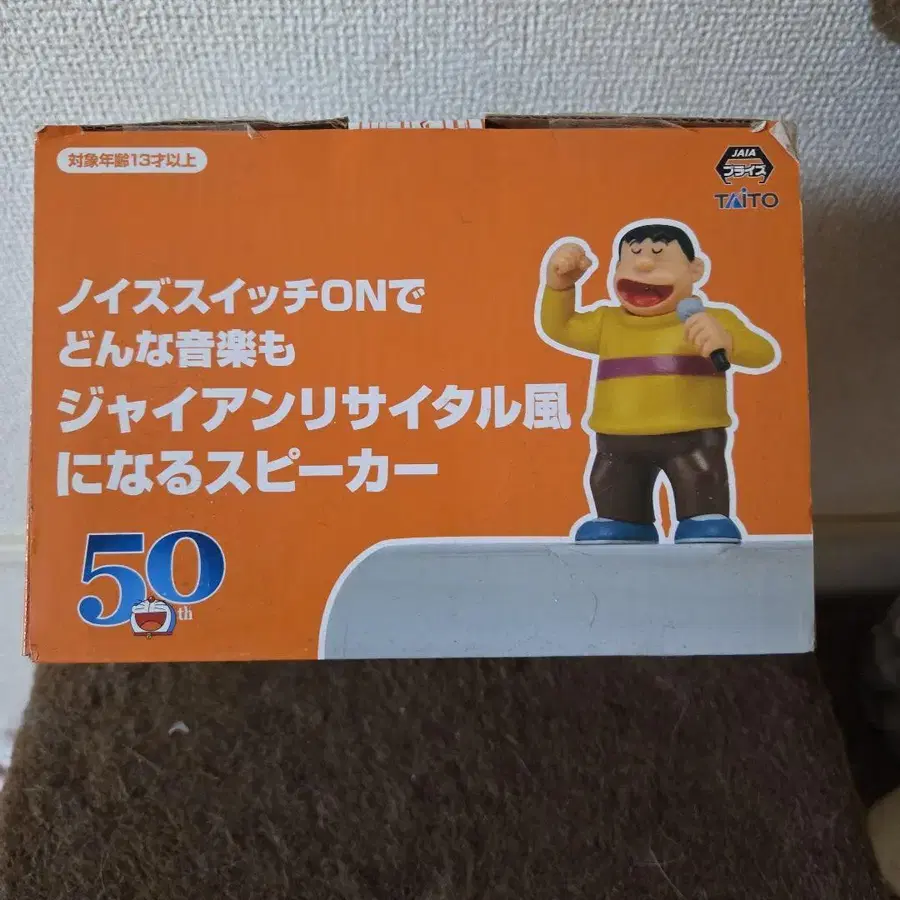 対象年齢13才以上
JAIA
プライズ
TAITO
ノイズスイッチONで
どんな音楽も
ジャイアンリサイタル風
になるスピーカー
50th